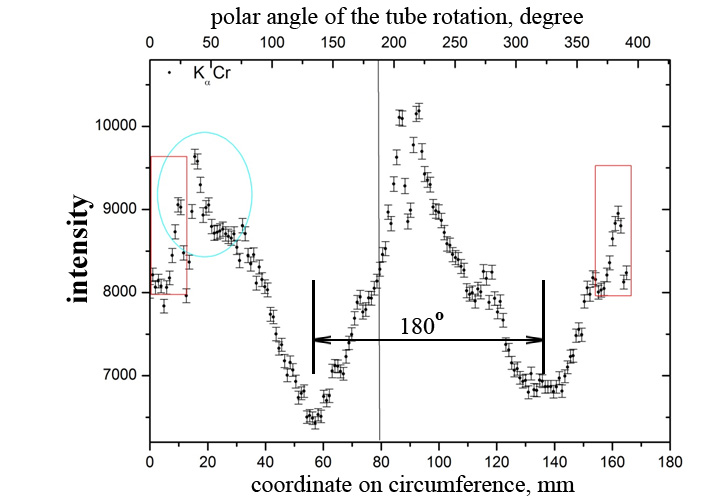 polar angle of the tube rotation, degree
0 50 100 150 200 250 300 350 400
KαCr
10000
9000
8000
7000
intensity
180º
0 20 40 60 80 100 120 140 160 180
coordinate on circumference, mm